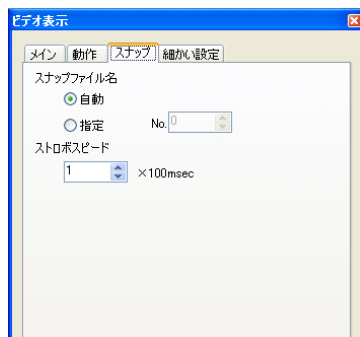 ビデオ表示
メイン 動作 スナップ 細かい設定
スナップファイル名
自動
指定 No. 0
ストロボスピード
1 ×100msec